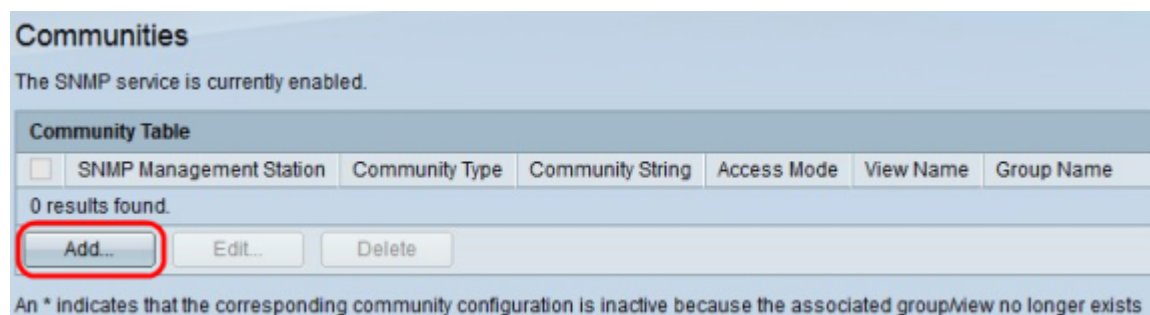 Communities
The SNMP service is currently enabled.
Community Table
SNMP Management Station Community Type Community String Access Mode View Name Group Name
0 results found.
Add... Edit... Delete
An * indicates that the corresponding community configuration is inactive because the associated group/view no longer exists